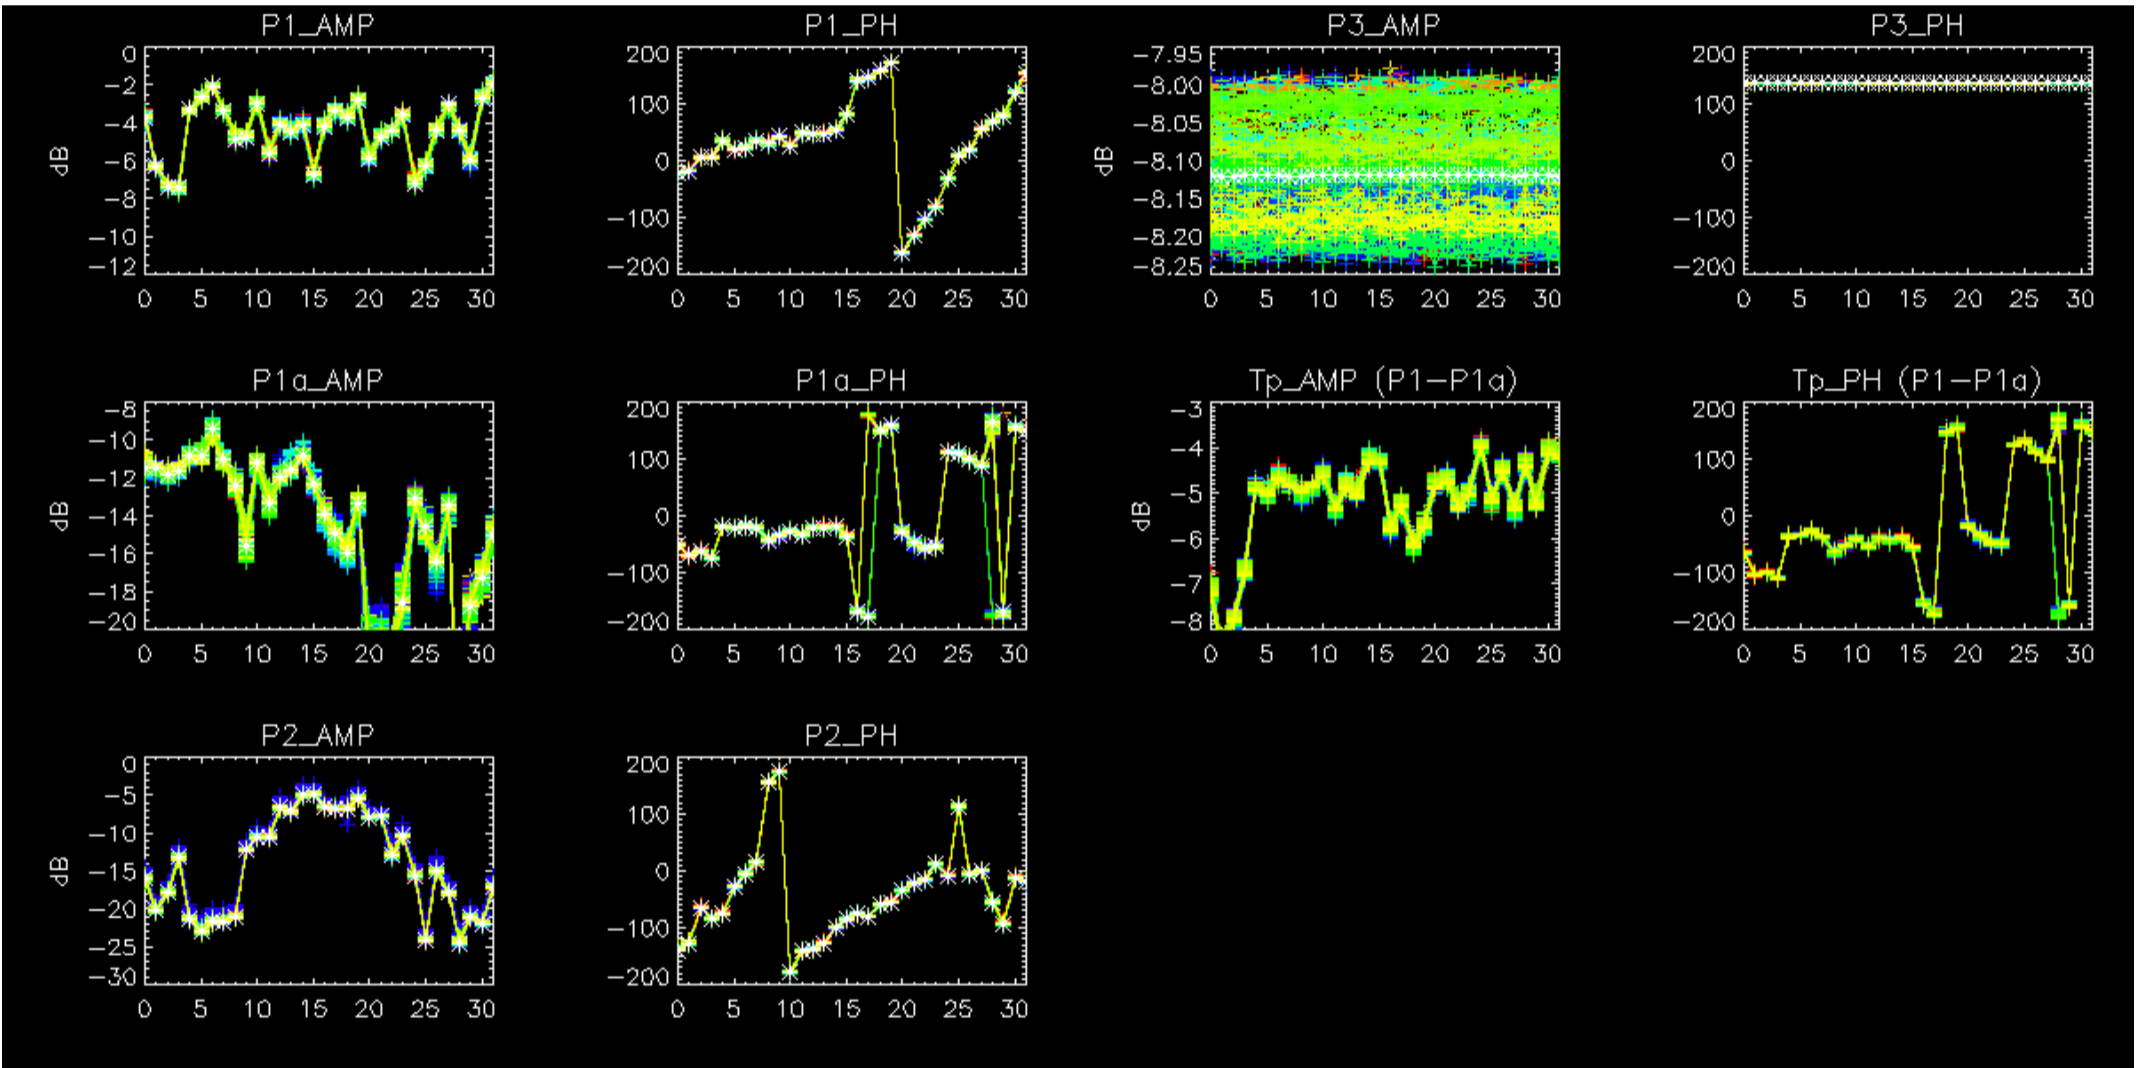 P1_AMP
dB
0
−2
−4
−6
−8
−10
−12
0 5 10 15 20 25 30
P1_PH
200
100
0
−100
−200
0 5 10 15 20 25 30
P3_AMP
dB
−7.95
−8.00
−8.05
−8.10
−8.15
−8.20
−8.25
0 5 10 15 20 25 30
P3_PH
200
100
0
−100
−200
0 5 10 15 20 25 30
P1a_AMP
dB
−8
−10
−12
−14
−16
−18
−20
0 5 10 15 20 25 30
P1a_PH
200
100
0
−100
−200
0 5 10 15 20 25 30
Tp_AMP (P1−P1a)
dB
−3
−4
−5
−6
−7
−8
0 5 10 15 20 25 30
Tp_PH (P1−P1a)
200
100
0
−100
−200
0 5 10 15 20 25 30
P2_AMP
dB
0
−5
−10
−15
−20
−25
−30
0 5 10 15 20 25 30
P2_PH
200
100
0
−100
−200
0 5 10 15 20 25 30